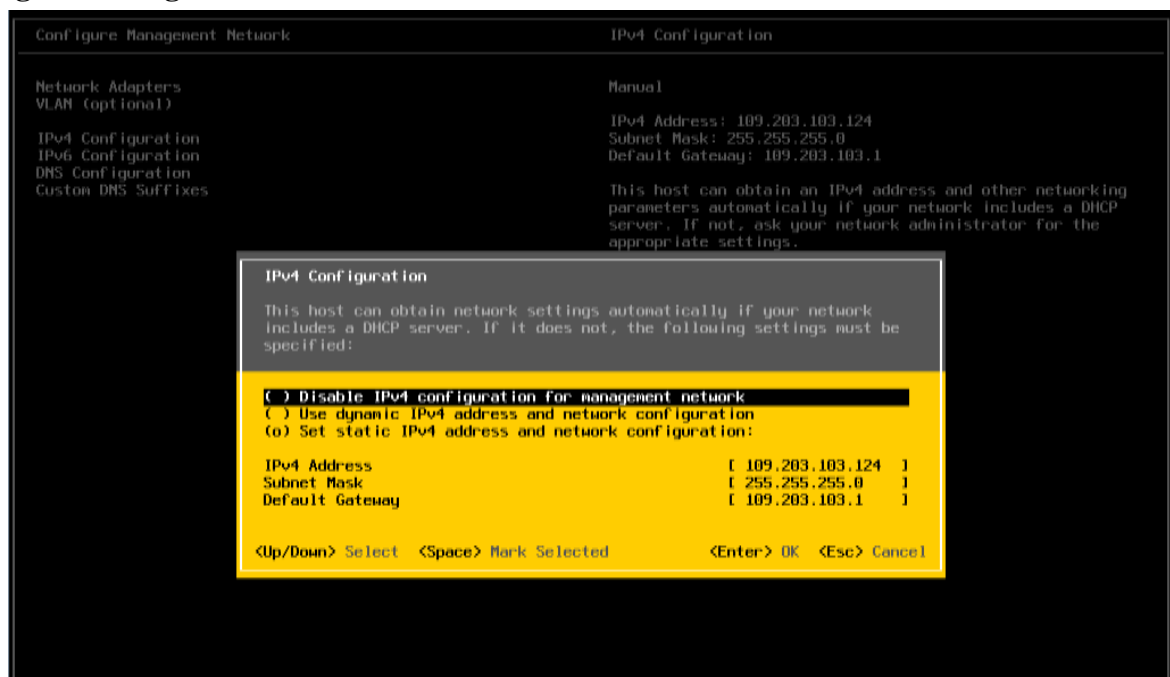 Configure Management Network
IPv4 Configuration
Network Adapters
VLAN (optional)
IPv4 Configuration
IPv6 Configuration
DNS Configuration
Custom DNS Suffixes
Manual
IPv4 Address: 109.203.103.124
Subnet Mask: 255.255.255.0
Default Gateway: 109.203.103.1
This host can obtain an IPv4 address and other networking
parameters automatically if your network includes a DHCP
server. If not, ask your network administrator for the
appropriate settings.
IPv4 Configuration
This host can obtain network settings automatically if your network
includes a DHCP server. If it does not, the following settings must be
specified:
( ) Disable IPv4 configuration for management network
( ) Use dynamic IPv4 address and network configuration
(o) Set static IPv4 address and network configuration:
IPv4 Address [ 109.203.103.124 ]
Subnet Mask [ 255.255.255.0 ]
Default Gateway [ 109.203.103.1 ]
<Up/Down> Select <Space> Mark Selected <Enter> OK <Esc> Cancel